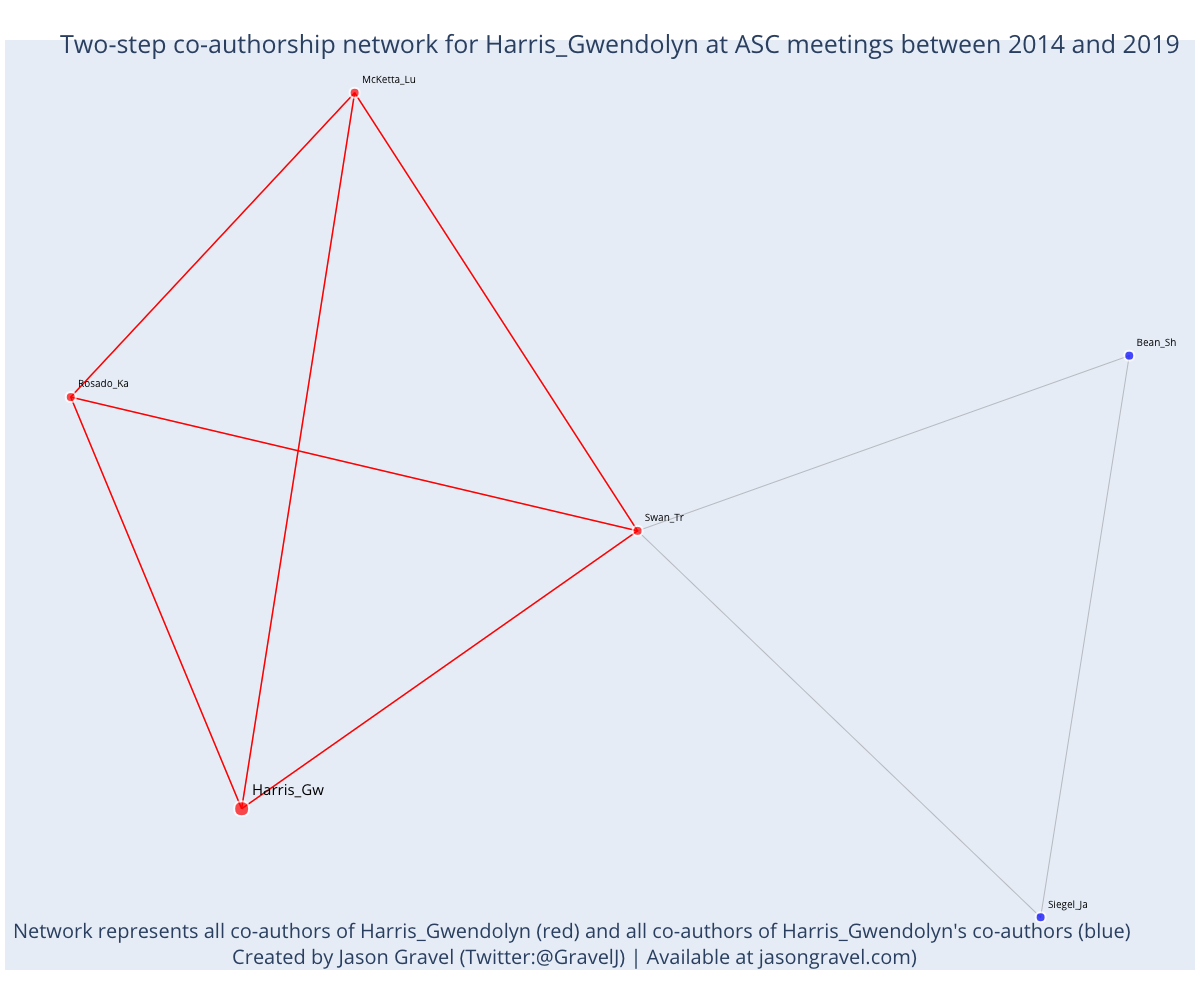 Two-step co-authorship network for Harris_Gwendolyn at ASC meetings between 2014 and 2019
McKetta_Lu
Bean_Sh
Rosado_Ka
Swan_Tr
Harris_Gw
Siegel_Ja
Network represents all co-authors of Harris_Gwendolyn (red) and all co-authors of Harris_Gwendolyn's co-authors (blue)
Created by Jason Gravel (Twitter:@GravelJ) | Available at jasongravel.com)